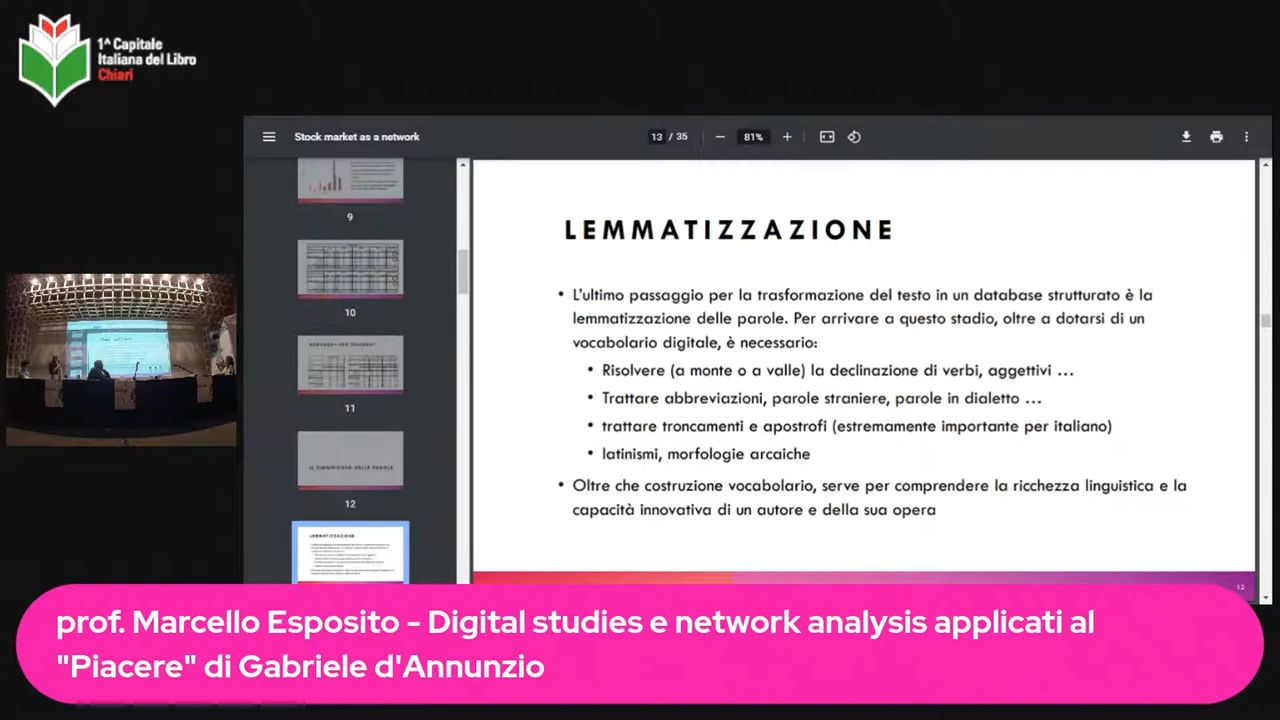 1^ Capitale
Italiana del Libro
Chiari
Stock market as a network
13 / 35
81%
9
10
11
IL SIGNIFICATO DELLE PAROLE
12
LEMMATIZZAZIONE
LEMMATIZZAZIONE
• L'ultimo passaggio per la trasformazione del testo in un database strutturato è la
lemmatizzazione delle parole. Per arrivare a questo stadio, oltre a dotarsi di un
vocabolario digitale, è necessario:
• Risolvere (a monte o a valle) la declinazione di verbi, aggettivi …
• Trattare abbreviazioni, parole straniere, parole in dialetto …
• trattare troncamenti e apostrofi (estremamente importante per italiano)
• latinismi, morfologie arcaiche
• Oltre che costruzione vocabolario, serve per comprendere la ricchezza linguistica e la
capacità innovativa di un autore e della sua opera
12
prof. Marcello Esposito - Digital studies e network analysis applicati al
"Piacere" di Gabriele d'Annunzio